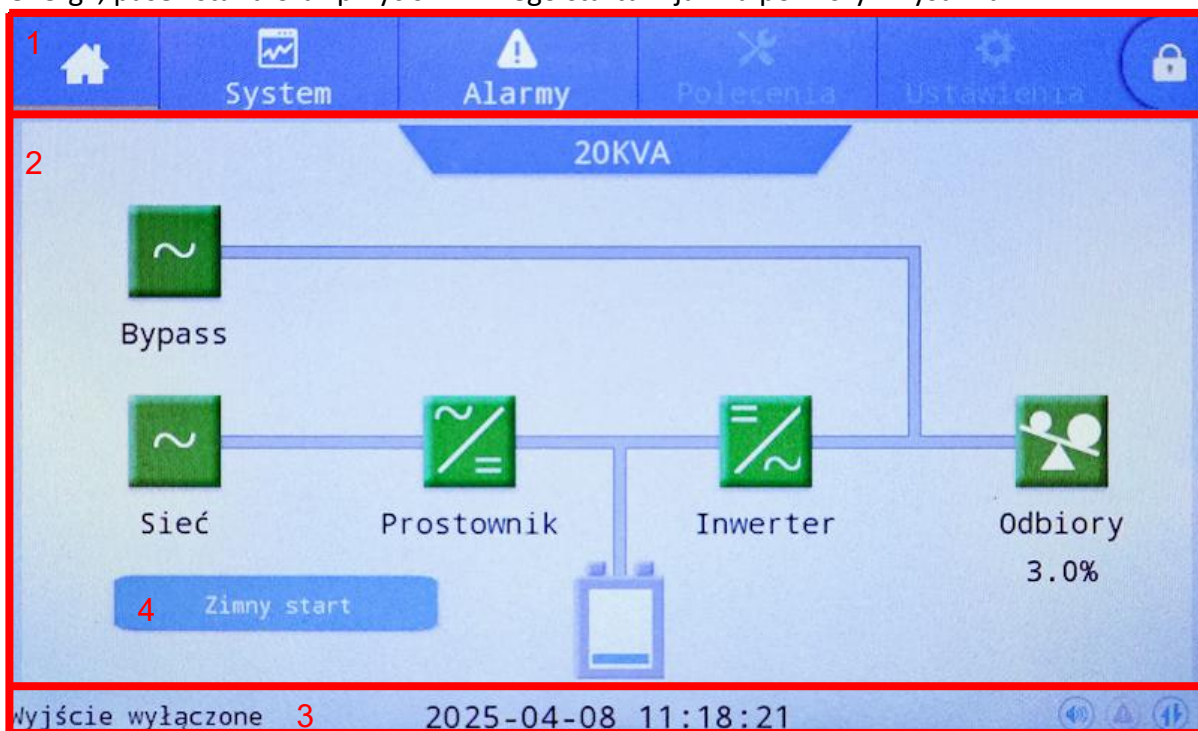 1
System
Alarmy
Polecenia
Ustawienia
2
20KVA
Bypass
Sieć
Prostownik
Inwerter
Odbiory
3.0%
4
Zimny start
Wyjście wyłączone
3
2025-04-08 11:18:21